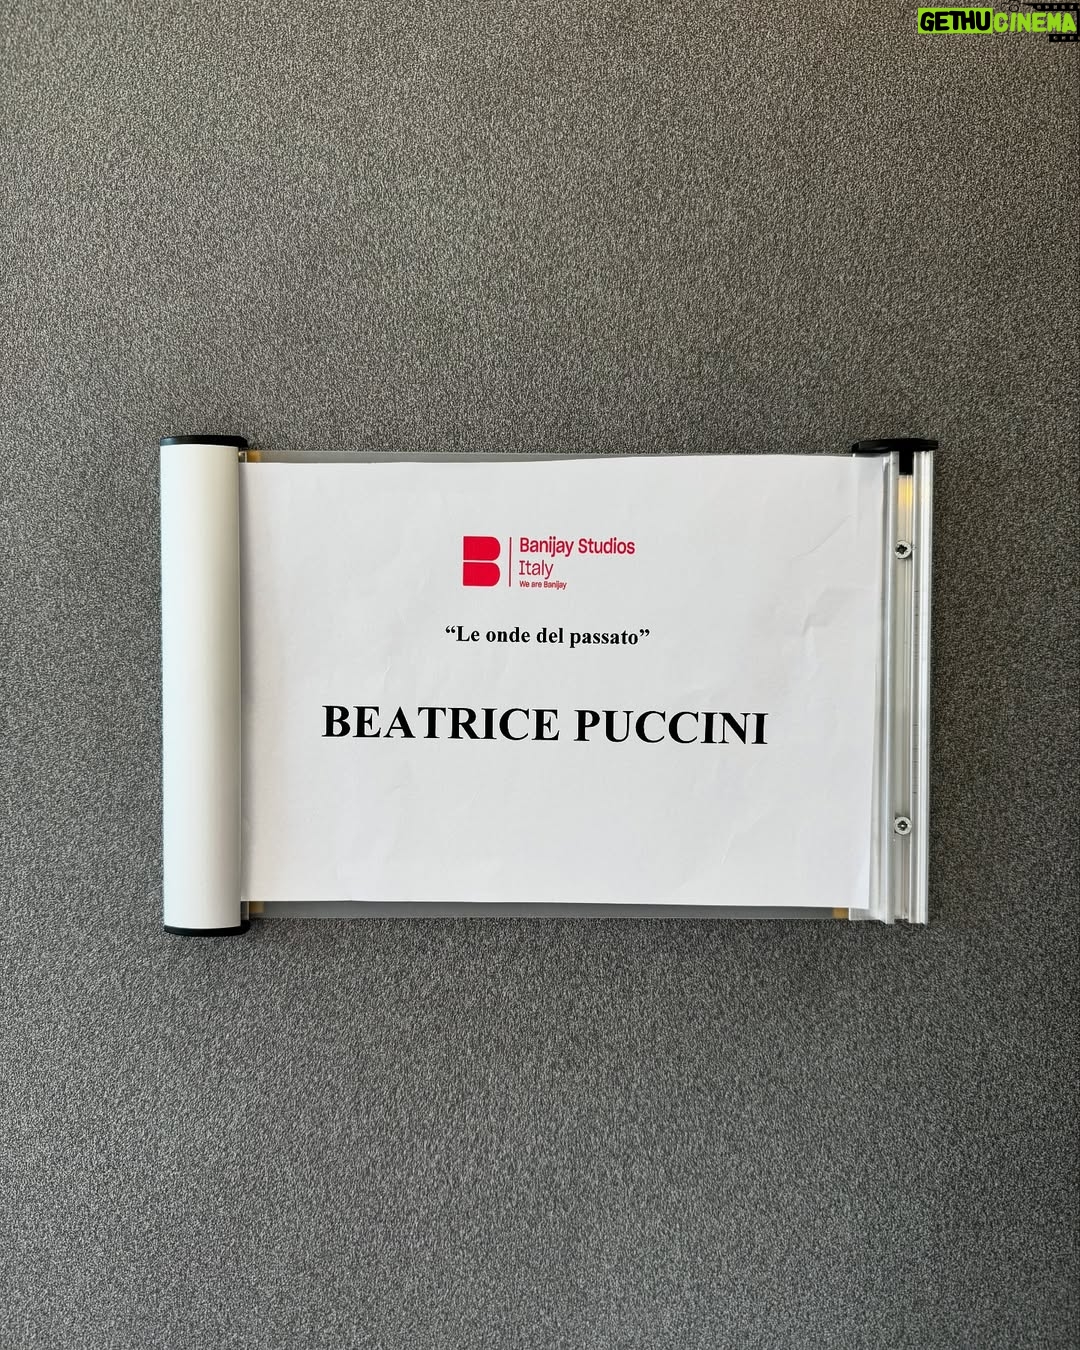 GETHUCINEMA
Banijay Studios
Italy
We are Banijay
“Le onde del passato”
BEATRICE PUCCINI